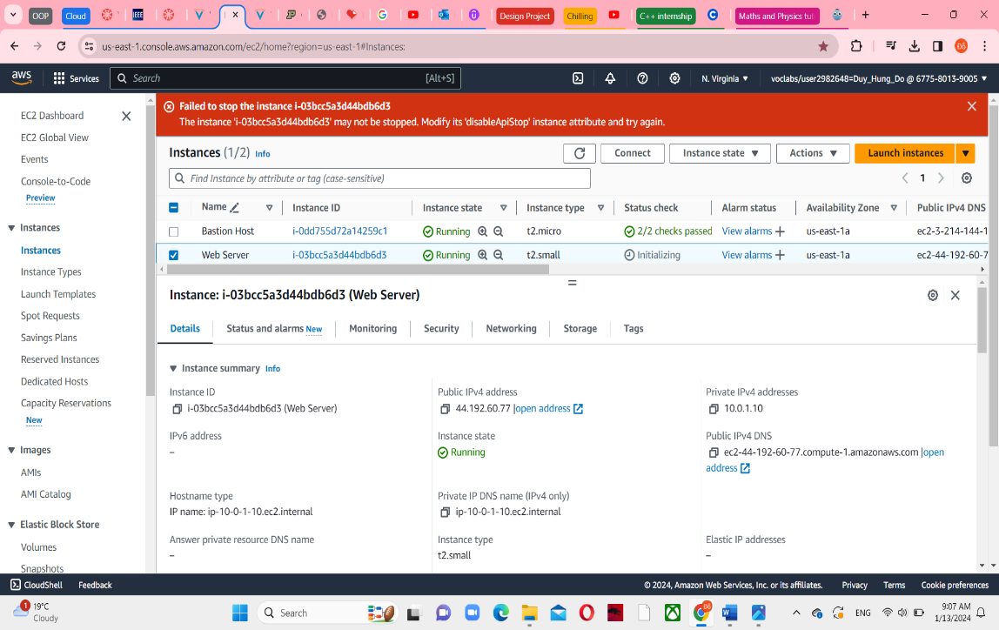 OOP
Cloud
IEEE
Design Project
Chilling
C++ internship
Maths and Physics tut
us-east-1.console.aws.amazon.com/ec2/home?region=us-east-1#Instances:
Đỗ
aws
Services
Search
[Alt+S]
N. Virginia
voclabs/user2982648=Duy_Hung_Do @ 6775-8013-9005
EC2 Dashboard
EC2 Global View
Events
Console-to-Code
Preview
Instances
Instances
Instance Types
Launch Templates
Spot Requests
Savings Plans
Reserved Instances
Dedicated Hosts
Capacity Reservations
New
Images
AMIs
AMI Catalog
Elastic Block Store
Volumes
Snapshots
Failed to stop the instance i-03bcc5a3d44bdb6d3
The instance 'i-03bcc5a3d44bdb6d3' may not be stopped. Modify its 'disableApiStop' instance attribute and try again.
Instances (1/2) Info
Connect
Instance state
Actions
Launch instances
Find Instance by attribute or tag (case-sensitive)
1
Name Instance ID Instance state Instance type Status check Alarm status Availability Zone Public IPv4 DNS
Bastion Host i-0dd755d72a14259c1 Running t2.micro 2/2 checks passed View alarms us-east-1a ec2-3-214-144-1
Web Server i-03bcc5a3d44bdb6d3 Running t2.small Initializing View alarms us-east-1a ec2-44-192-60-7
Instance: i-03bcc5a3d44bdb6d3 (Web Server)
Details Status and alarms New Monitoring Security Networking Storage Tags
Instance summary Info
Instance ID
i-03bcc5a3d44bdb6d3 (Web Server)
Public IPv4 address
44.192.60.77 |open address
Private IPv4 addresses
10.0.1.10
IPv6 address
–
Instance state
Running
Public IPv4 DNS
ec2-44-192-60-77.compute-1.amazonaws.com |open
address
Hostname type
IP name: ip-10-0-1-10.ec2.internal
Private IP DNS name (IPv4 only)
ip-10-0-1-10.ec2.internal
Answer private resource DNS name
–
Instance type
t2.small
Elastic IP addresses
–
CloudShell
Feedback
© 2024, Amazon Web Services, Inc. or its affiliates.
Privacy
Terms
Cookie preferences
1
19°C
Cloudy
Search
ENG
9:07 AM
1/13/2024